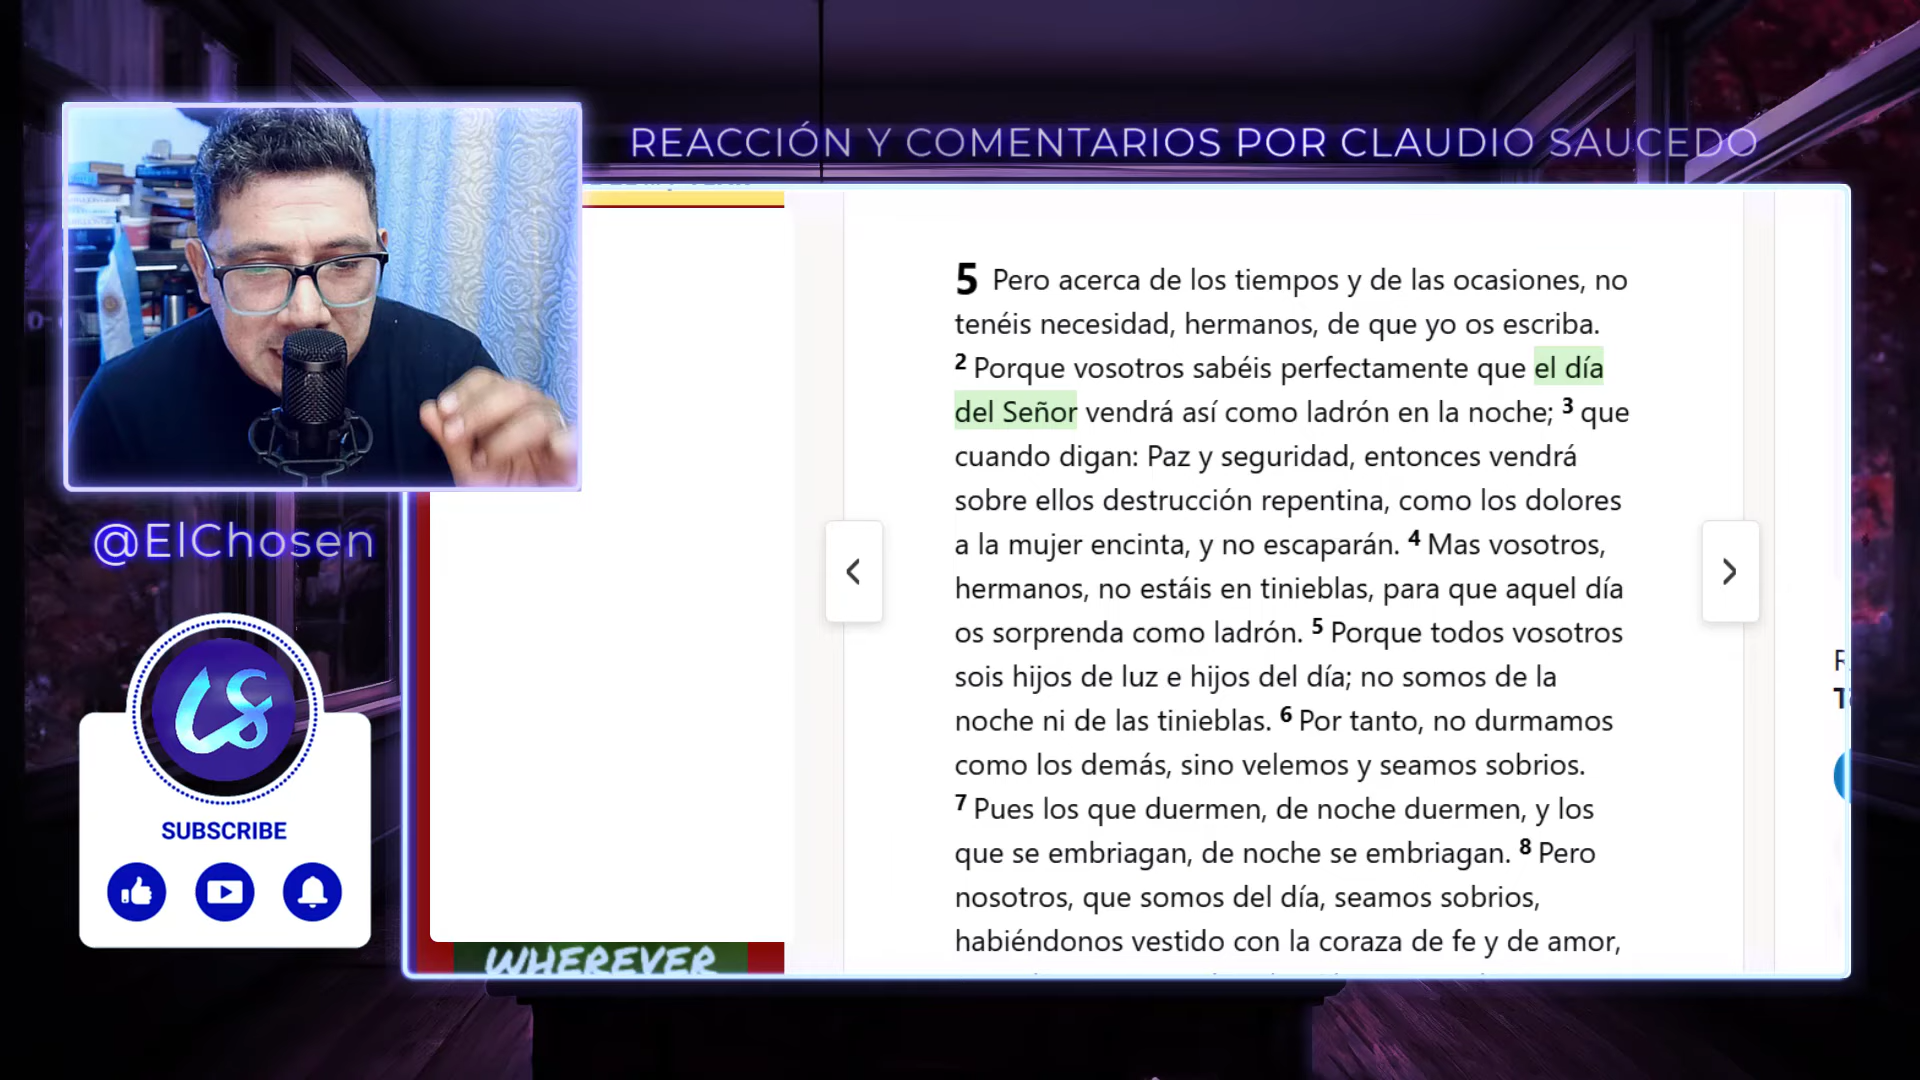 REACCIÓN Y COMENTARIOS POR CLAUDIO SAUCEDO
5 Pero acerca de los tiempos y de las ocasiones, no
tenéis necesidad, hermanos, de que yo os escriba.
2 Porque vosotros sabéis perfectamente que el día
del Señor vendrá así como ladrón en la noche; 3 que
cuando digan: Paz y seguridad, entonces vendrá
sobre ellos destrucción repentina, como los dolores
a la mujer encinta, y no escaparán. 4 Mas vosotros,
hermanos, no estáis en tinieblas, para que aquel día
os sorprenda como ladrón. 5 Porque todos vosotros
sois hijos de luz e hijos del día; no somos de la
noche ni de las tinieblas. 6 Por tanto, no durmamos
como los demás, sino velemos y seamos sobrios.
7 Pues los que duermen, de noche duermen, y los
que se embriagan, de noche se embriagan. 8 Pero
nosotros, que somos del día, seamos sobrios,
habiéndonos vestido con la coraza de fe y de amor,
@ElChosen
SUBSCRIBE
WHEREVER